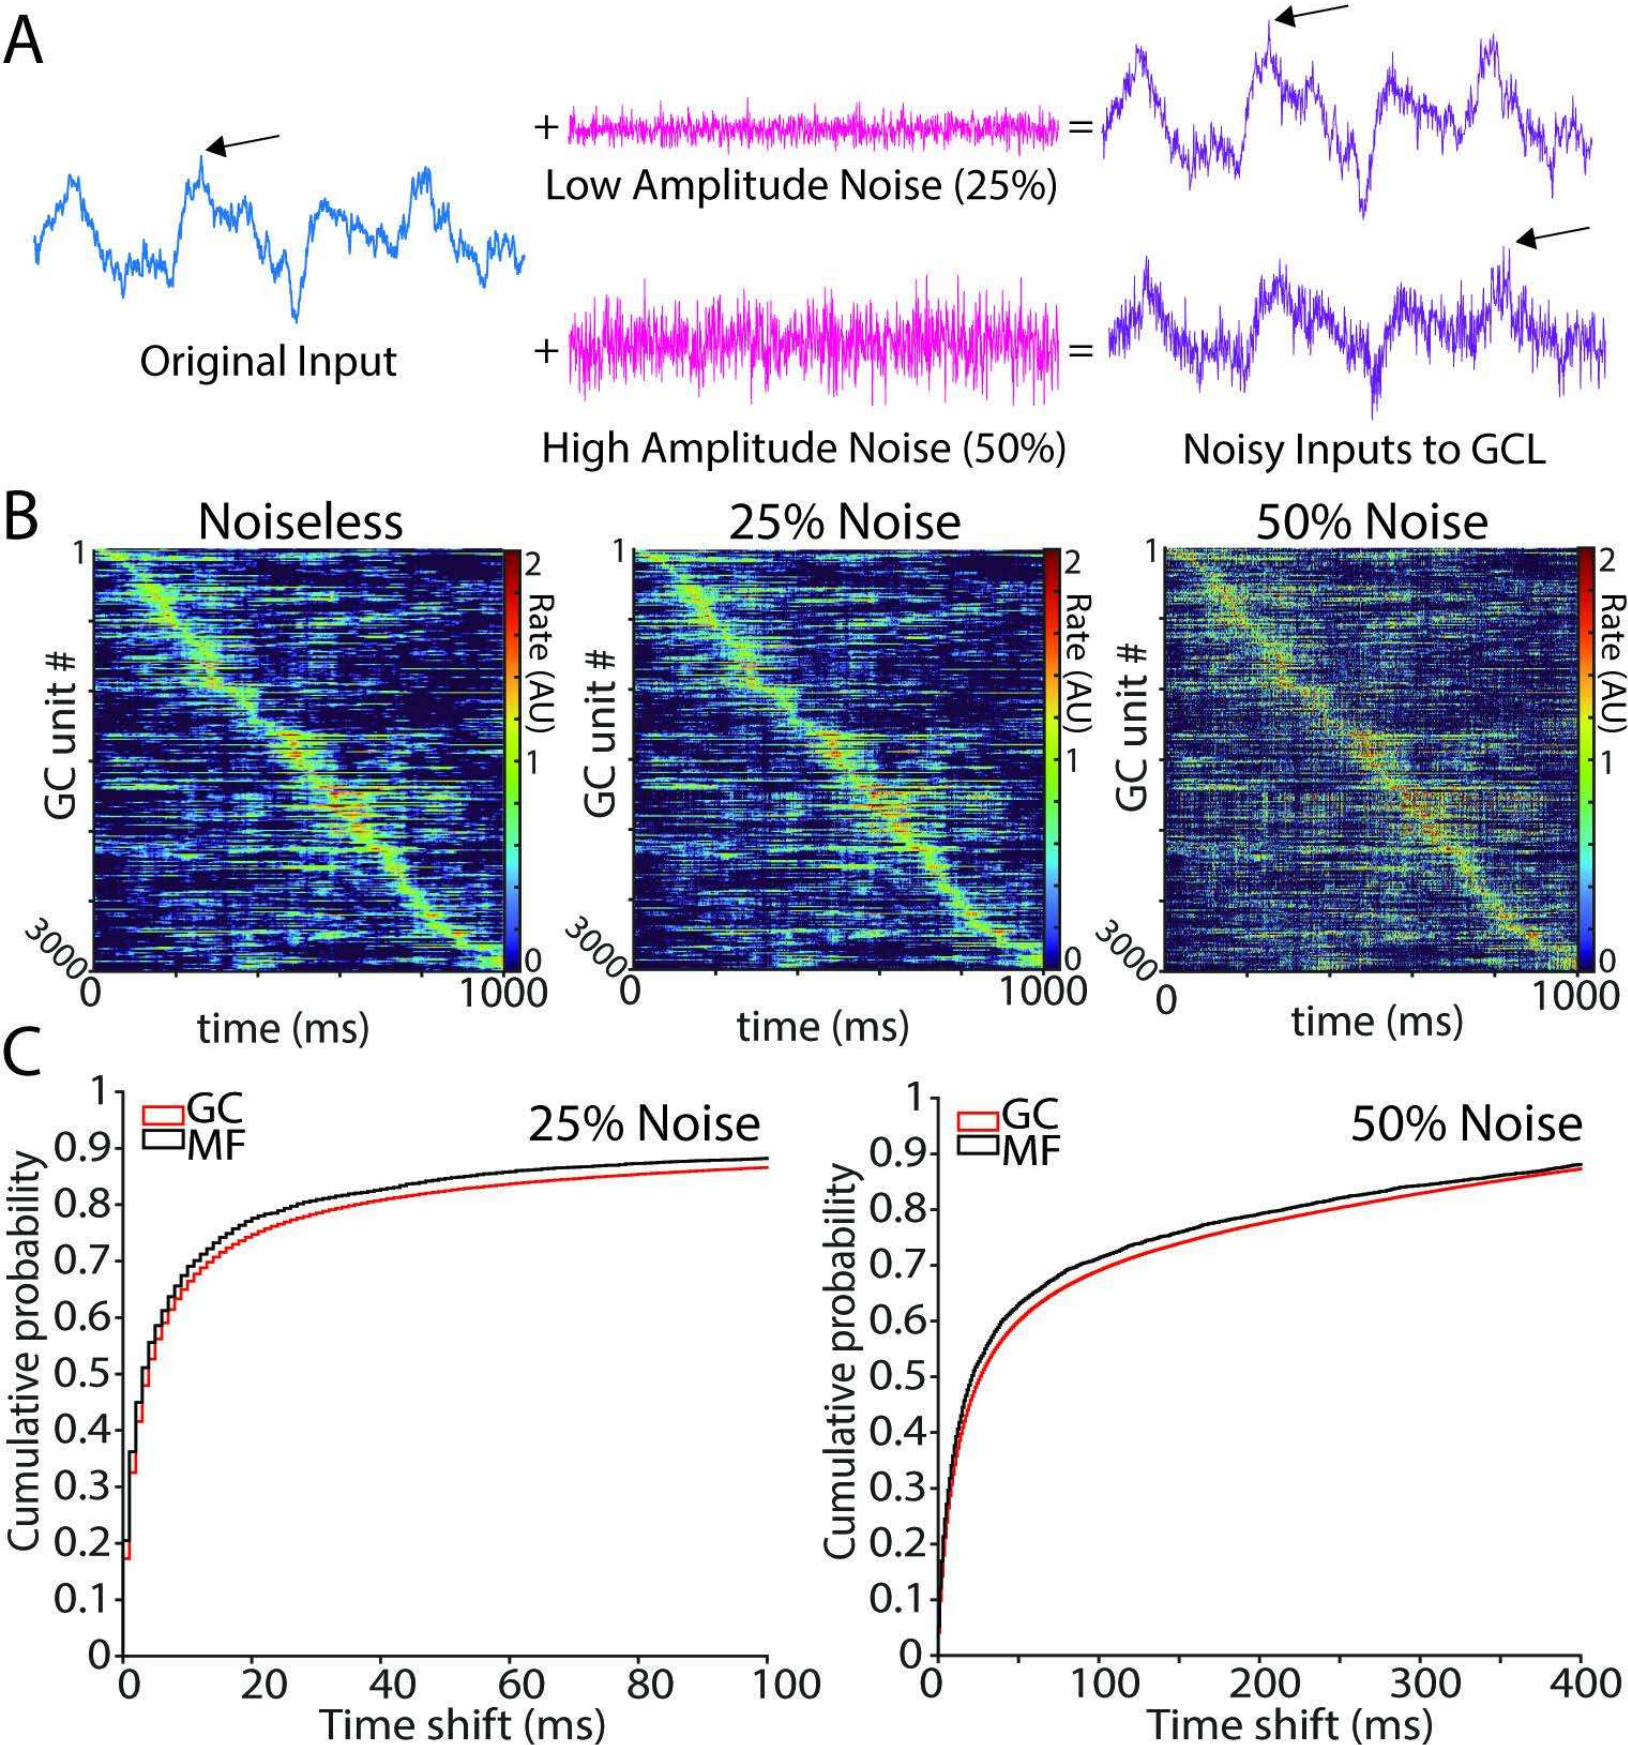 A
+
=
Low Amplitude Noise (25%)
Original Input
+
=
High Amplitude Noise (50%)
Noisy Inputs to GCL
B
Noiseless
25% Noise
50% Noise
1
GC unit #
3000
0
1000
time (ms)
2
Rate (AU)
1
0
1
GC unit #
3000
0
1000
time (ms)
2
Rate (AU)
1
0
1
GC unit #
3000
0
1000
time (ms)
2
Rate (AU)
1
0
C
25% Noise
GC
MF
Cumulative probability
1
0.9
0.8
0.7
0.6
0.5
0.4
0.3
0.2
0.1
0
0 20 40 60 80 100
Time shift (ms)
50% Noise
GC
MF
Cumulative probability
1
0.9
0.8
0.7
0.6
0.5
0.4
0.3
0.2
0.1
0
0 100 200 300 400
Time shift (ms)